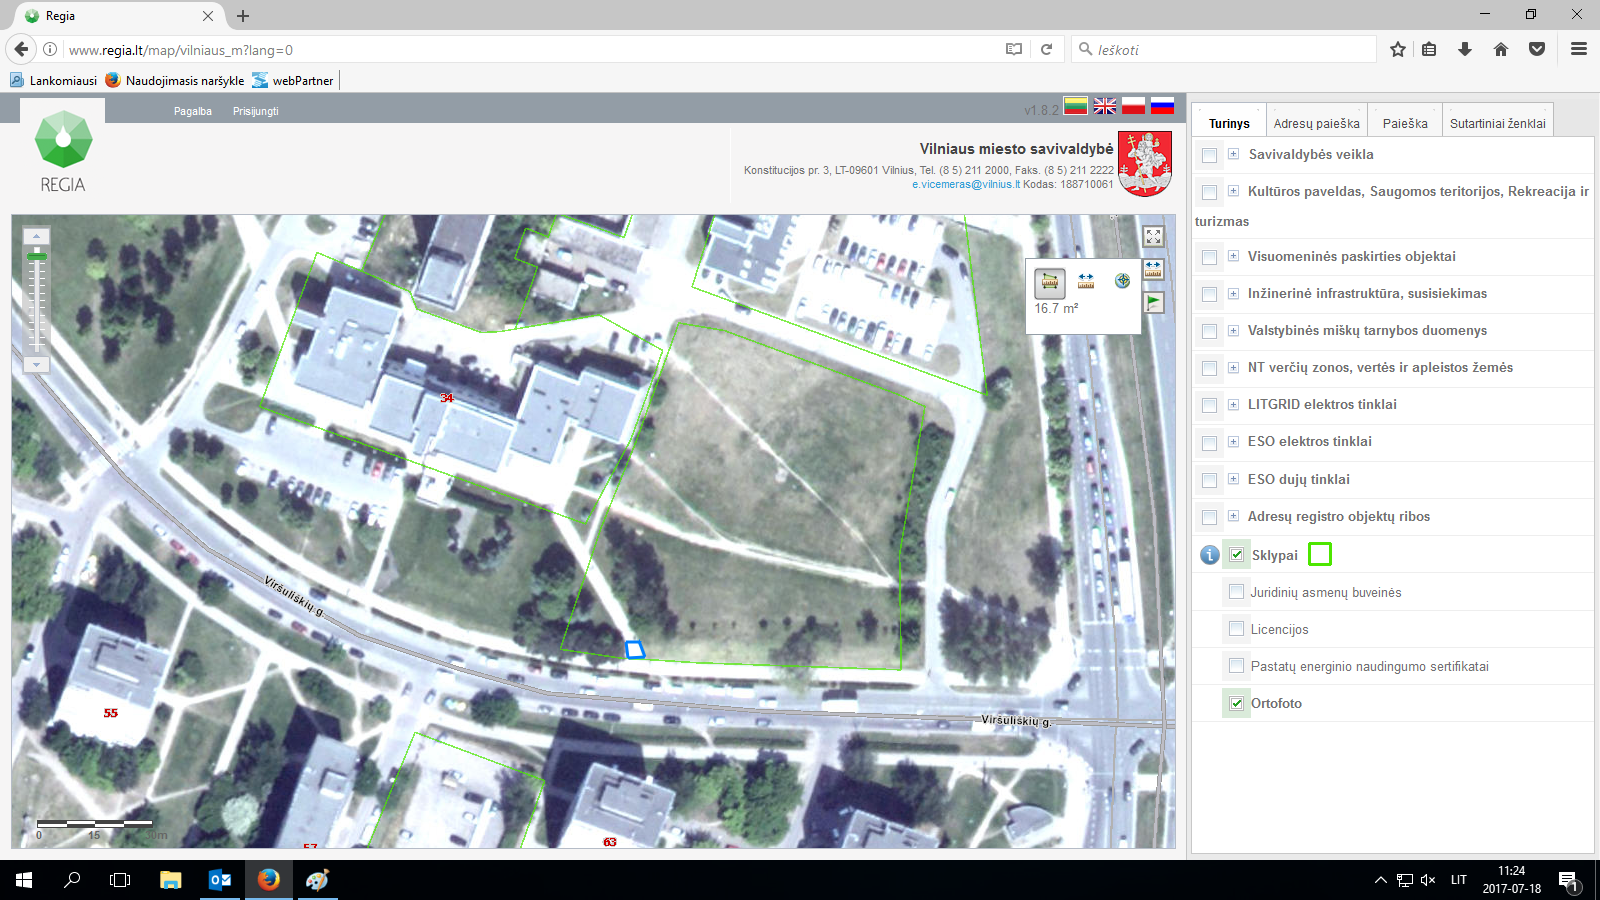 Regia
www.regia.lt/map/vilniaus_m?lang=0
Ieškoti
Lankomiausi
Naudojimasis naršykle
webPartner
Pagalba
Prisijungti
v1.8.2
REGIA
Vilniaus miesto savivaldybė
Konstitucijos pr. 3, LT-09601 Vilnius, Tel. (8 5) 211 2000, Faks. (8 5) 211 2222
e.vicemeras@vilnius.lt Kodas: 188710061
16.7 m²
34
Viršuliškių g.
Viršuliškių g.
55
57
63
0 15 30m
Turinys
Adresų paieška
Paieška
Sutartiniai ženklai
Savivaldybės veikla
Kultūros paveldas, Saugomos teritorijos, Rekreacija ir
turizmas
Visuomeninės paskirties objektai
Inžinerinė infrastruktūra, susisiekimas
Valstybinės miškų tarnybos duomenys
NT verčių zonos, vertės ir apleistos žemės
LITGRID elektros tinklai
ESO elektros tinklai
ESO dujų tinklai
Adresų registro objektų ribos
Sklypai
Juridinių asmenų buveinės
Licencijos
Pastatų energinio naudingumo sertifikatai
Ortofoto
LIT
11:24
2017-07-18
1